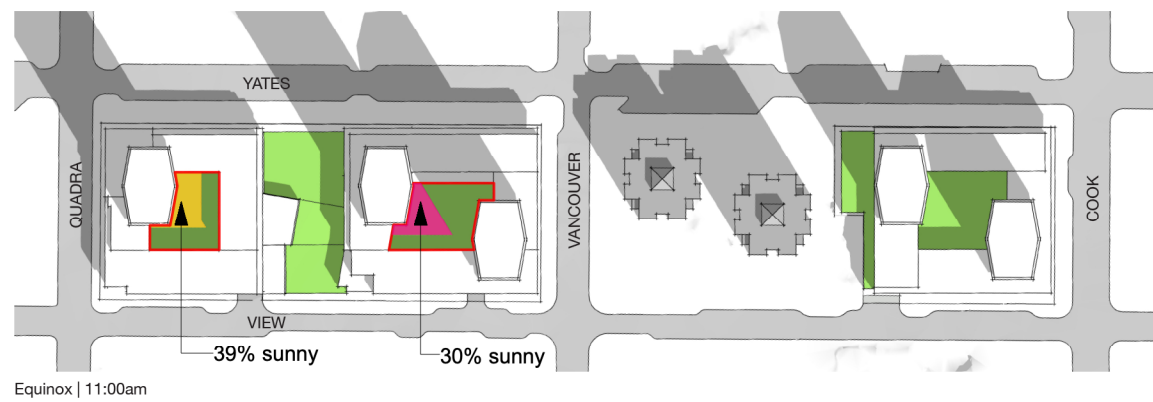 YATES
QUADRA
VANCOUVER
COOK
VIEW
39% sunny
30% sunny
Equinox | 11:00am